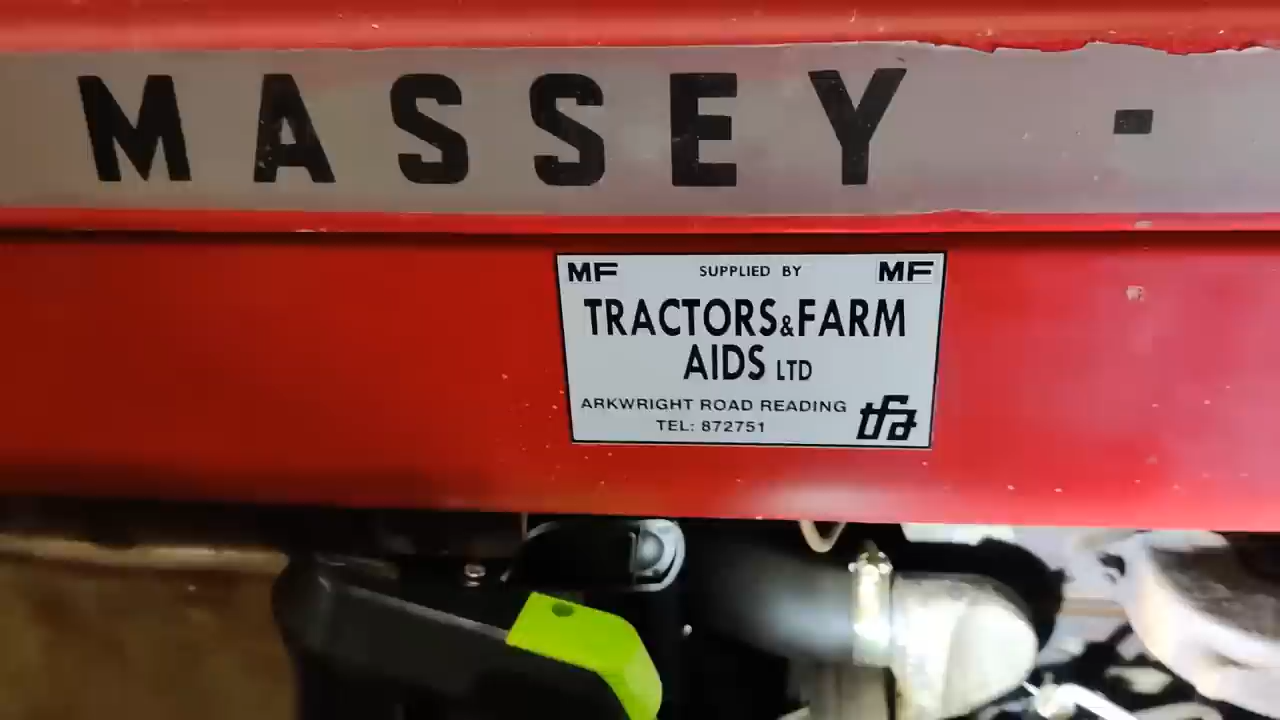 MASSEY -
MF SUPPLIED BY MF
TRACTORS & FARM
AIDS LTD
ARKWRIGHT ROAD READING
TEL: 872751
tfa